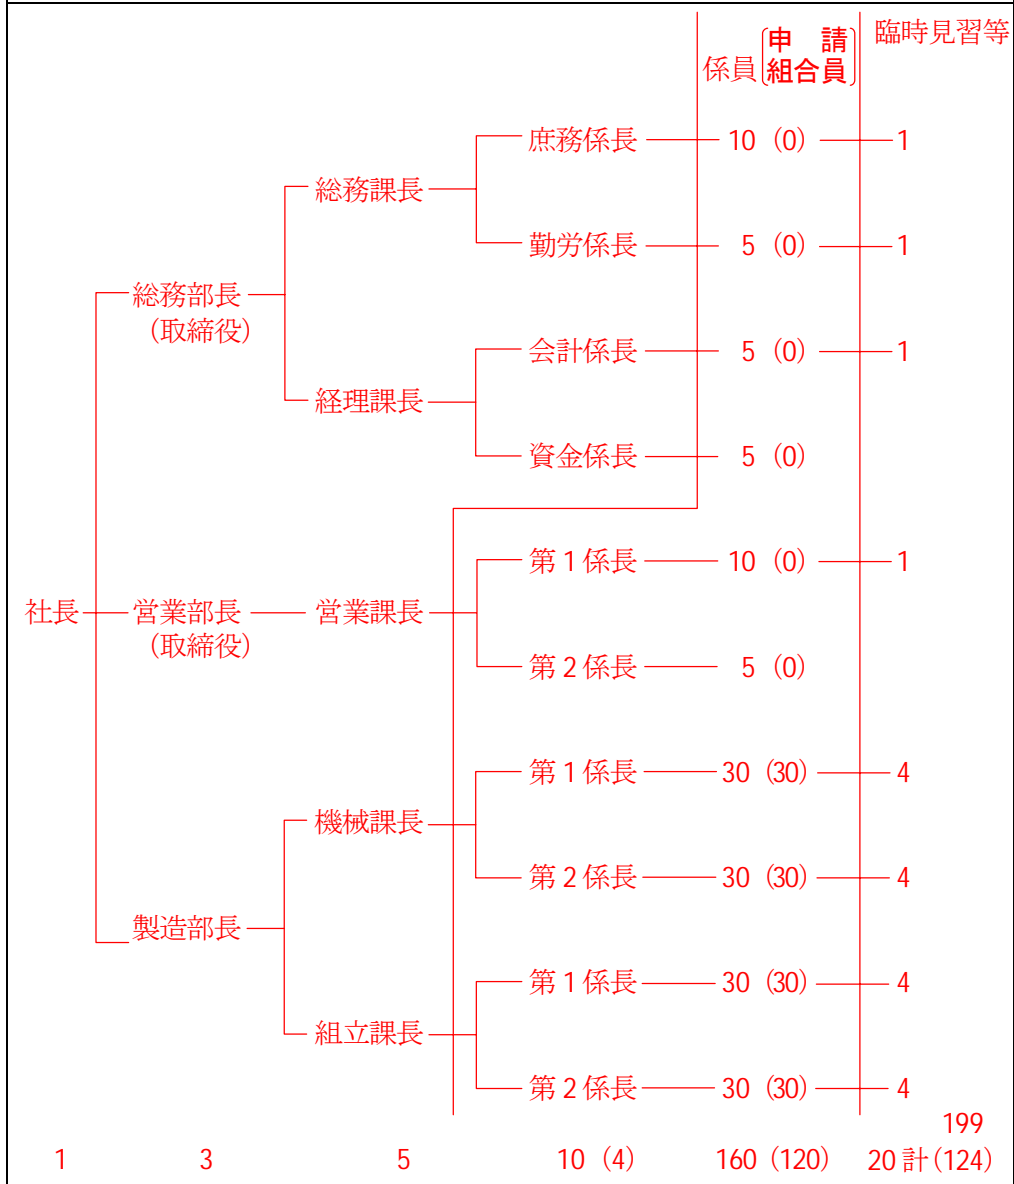 係員 申請組合員 臨時見習等
庶務係長 10 (0) 1
総務課長
勤労係長 5 (0) 1
総務部長
(取締役)
会計係長 5 (0) 1
経理課長
資金係長 5 (0)
第1係長 10 (0) 1
社長 営業部長 営業課長
(取締役)
第2係長 5 (0)
第1係長 30 (30) 4
機械課長
第2係長 30 (30) 4
製造部長
第1係長 30 (30) 4
組立課長
第2係長 30 (30) 4
199
1 3 5 10 (4) 160 (120) 20 計(124)